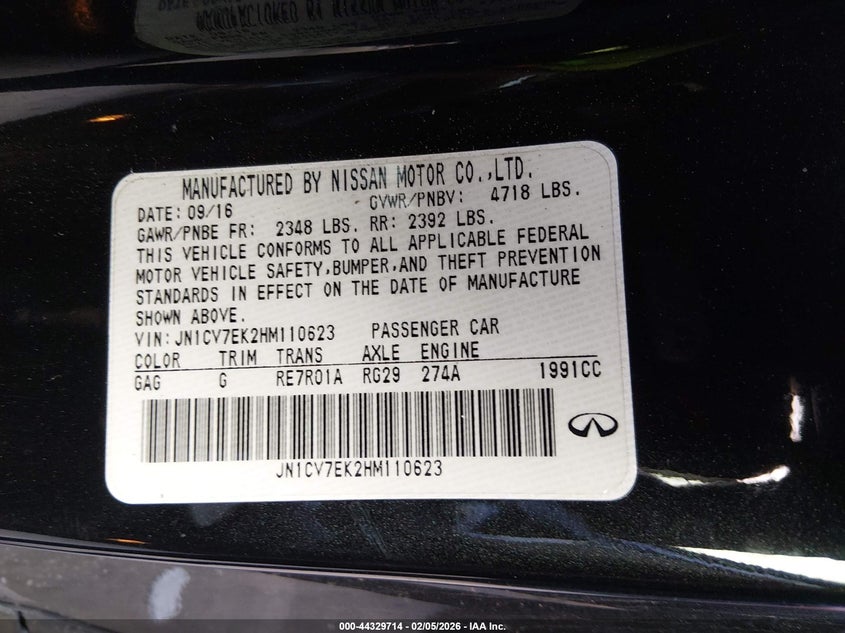 MANUFACTURED BY NISSAN MOTOR CO.,LTD.
DATE: 09/16 GVWR/PNBV: 4718 LBS.
GAWR/PNBE FR: 2348 LBS. RR: 2392 LBS.
THIS VEHICLE CONFORMS TO ALL APPLICABLE FEDERAL
MOTOR VEHICLE SAFETY,BUMPER,AND THEFT PREVENTION
STANDARDS IN EFFECT ON THE DATE OF MANUFACTURE
SHOWN ABOVE.
VIN: JN1CV7EK2HM110623 PASSENGER CAR
COLOR TRIM TRANS AXLE ENGINE
GAG G RE7R01A RG29 274A 1991CC
JN1CV7EK2HM110623
000-44329714 - 02/05/2026 - IAA Inc.